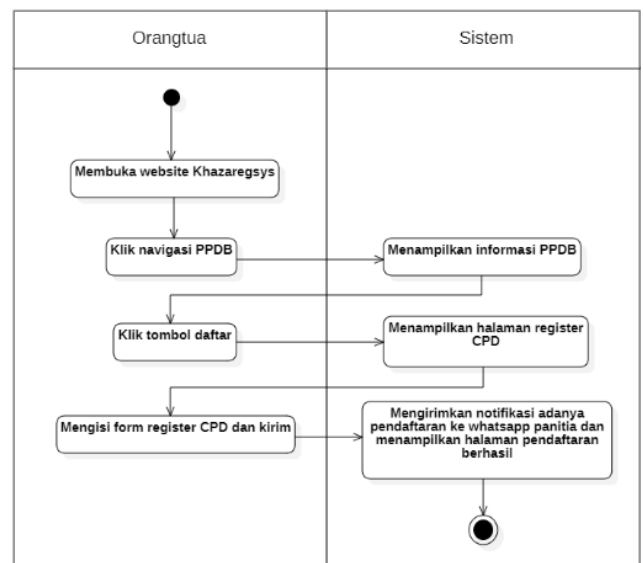 Orangtua
Sistem
Membuka website Khazaregsys
Klik navigasi PPDB
Menampilkan informasi PPDB
Klik tombol daftar
Menampilkan halaman register
CPD
Mengisi form register CPD dan kirim
Mengirimkan notifikasi adanya
pendaftaran ke whatsapp panitia dan
menampilkan halaman pendaftaran
berhasil